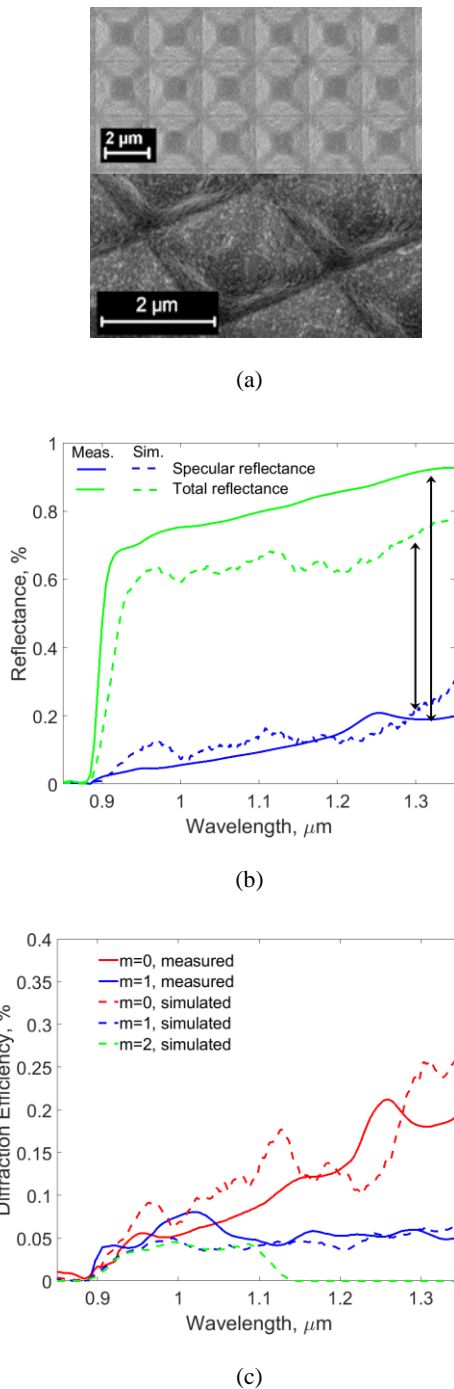 2 µm
2 µm
(a)
Meas. Sim.
Specular reflectance
Total reflectance
1
0.8
0.6
0.4
0.2
0
Reflectance, %
0.9 1 1.1 1.2 1.3
Wavelength, µm
(b)
0.4
0.35
0.3
0.25
0.2
0.15
0.1
0.05
0
Diffraction Efficiency, %
m=0, measured
m=1, measured
m=0, simulated
m=1, simulated
m=2, simulated
0.9 1 1.1 1.2 1.3
Wavelength, µm
(c)